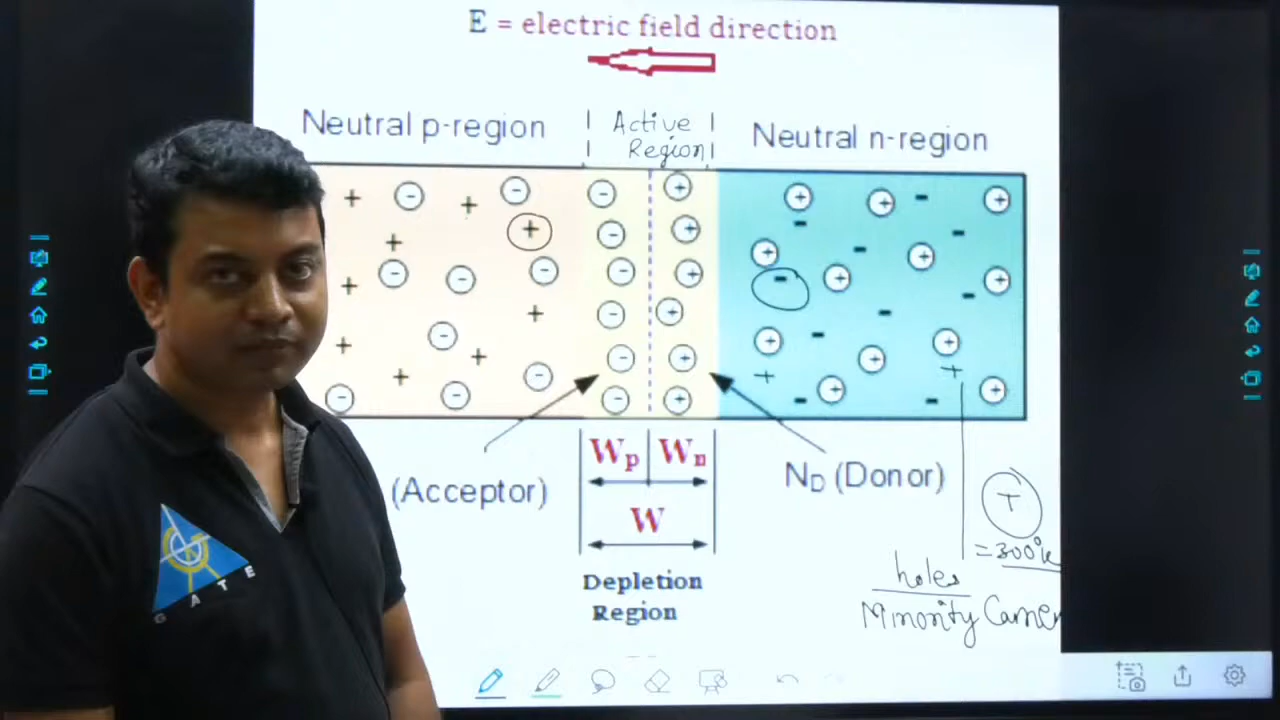 E = electric field direction
Neutral p-region
Active Region
Neutral n-region
Wp
Wn
(Acceptor)
ND (Donor)
W
T
= 300°k
Depletion
Region
holes
Minority Carrier
GATE